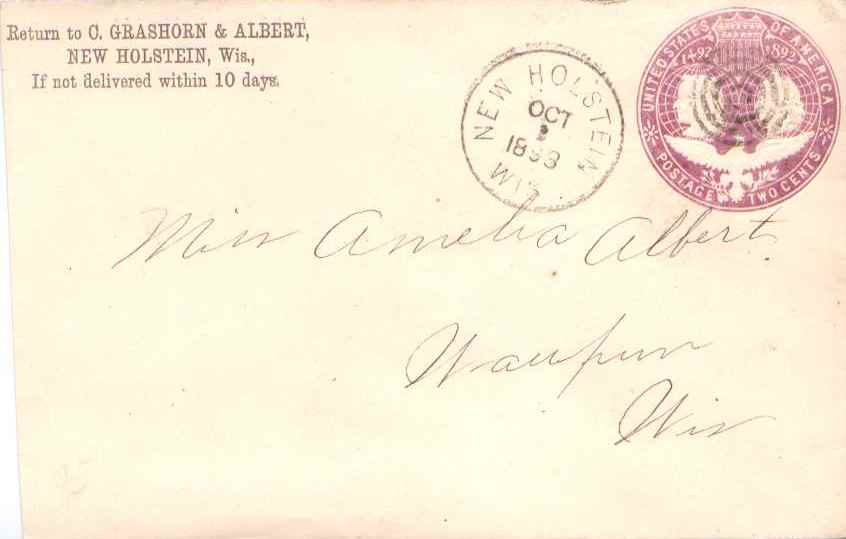 Return to C. GRASHORN & ALBERT,
NEW HOLSTEIN, Wis.,
If not delivered within 10 days.
NEW HOLSTEIN
OCT
1893
WIS
UNITED STATES OF AMERICA
1492 1892
POSTAGE TWO CENTS
Miss Amelia Albert.
Waupun
Wis